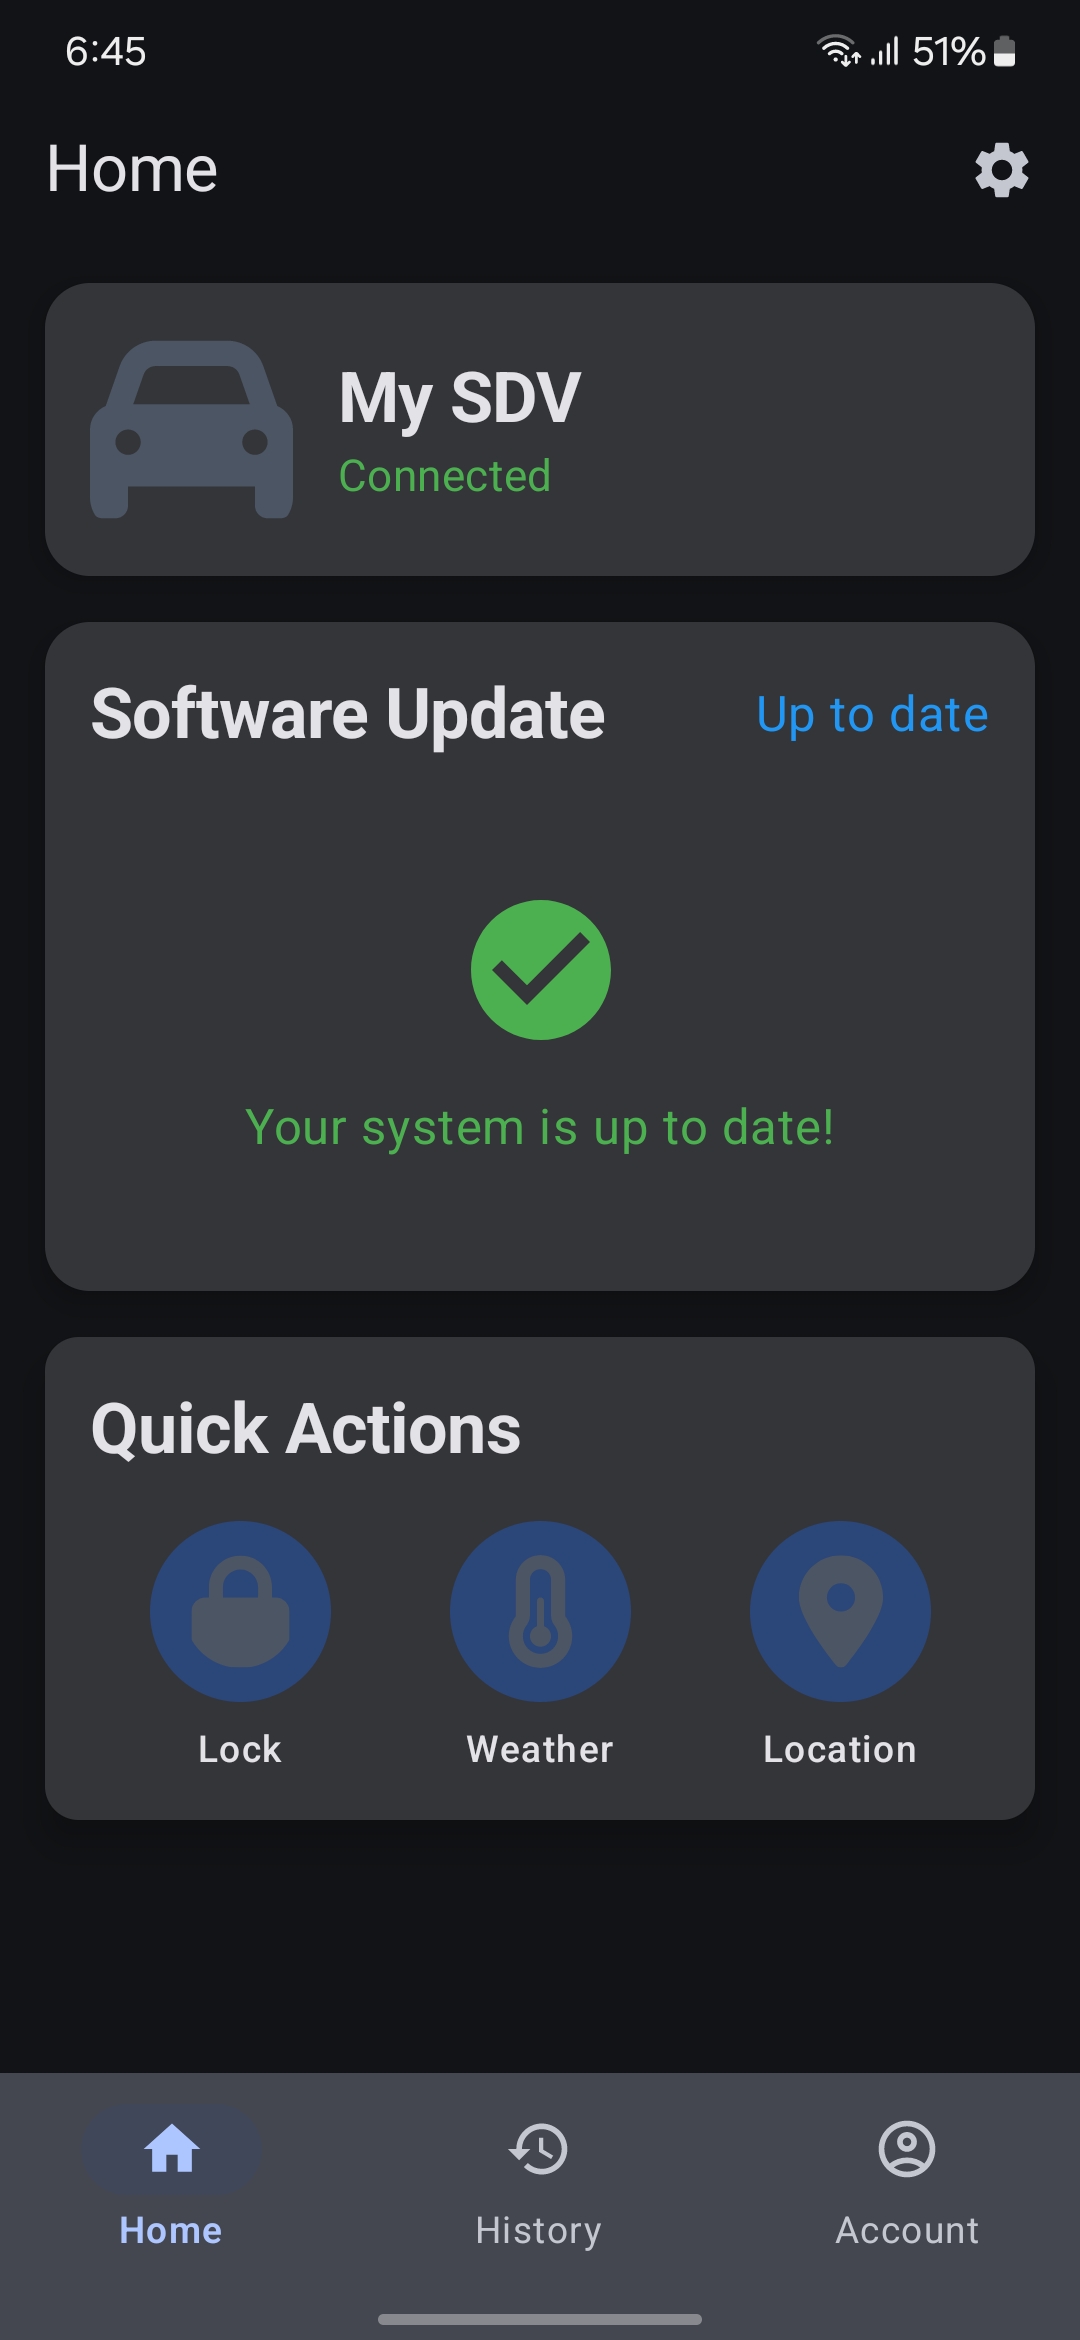 6:45
51%
Home
My SDV
Connected
Software Update
Up to date
Your system is up to date!
Quick Actions
Lock
Weather
Location
Home
History
Account